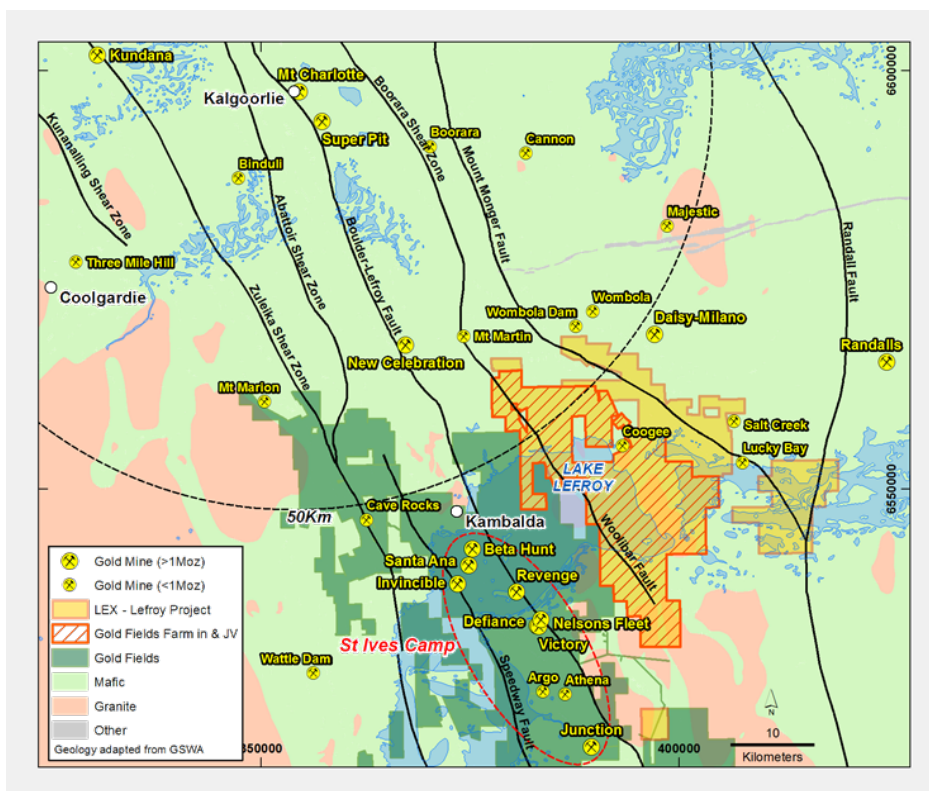 Kundana
Mt Charlotte
Kalgoorlie
6600000
Super Pit
Boorara Shear Zone
Boorara
Cannon
Kunanalling Shear Zone
Binduli
Mount Monger Fault
Abattoir Shear Zone
Majestic
Boulder-Lefroy Fault
Randall Fault
Three Mile Hill
Coolgardie
Zuleika Shear Zone
Wombola
Wombola Dam
Daisy-Milano
Mt Martin
Randalls
New Celebration
Mt Marion
Salt Creek
Coogee
Lucky Bay
LAKE
LEFROY
6550000
50Km
Cave Rocks
Kambalda
Woolibar Fault
Beta Hunt
Santa Ana
Invincible
Revenge
Defiance
Nelsons Fleet
Victory
St Ives Camp
Wattle Dam
Speedway Fault
Argo
Athena
Junction
Gold Mine (>1Moz)
Gold Mine (<1Moz)
LEX - Lefroy Project
Gold Fields Farm in & JV
Gold Fields
Mafic
Granite
Other
Geology adapted from GSWA
350000
400000
N
10
Kilometers